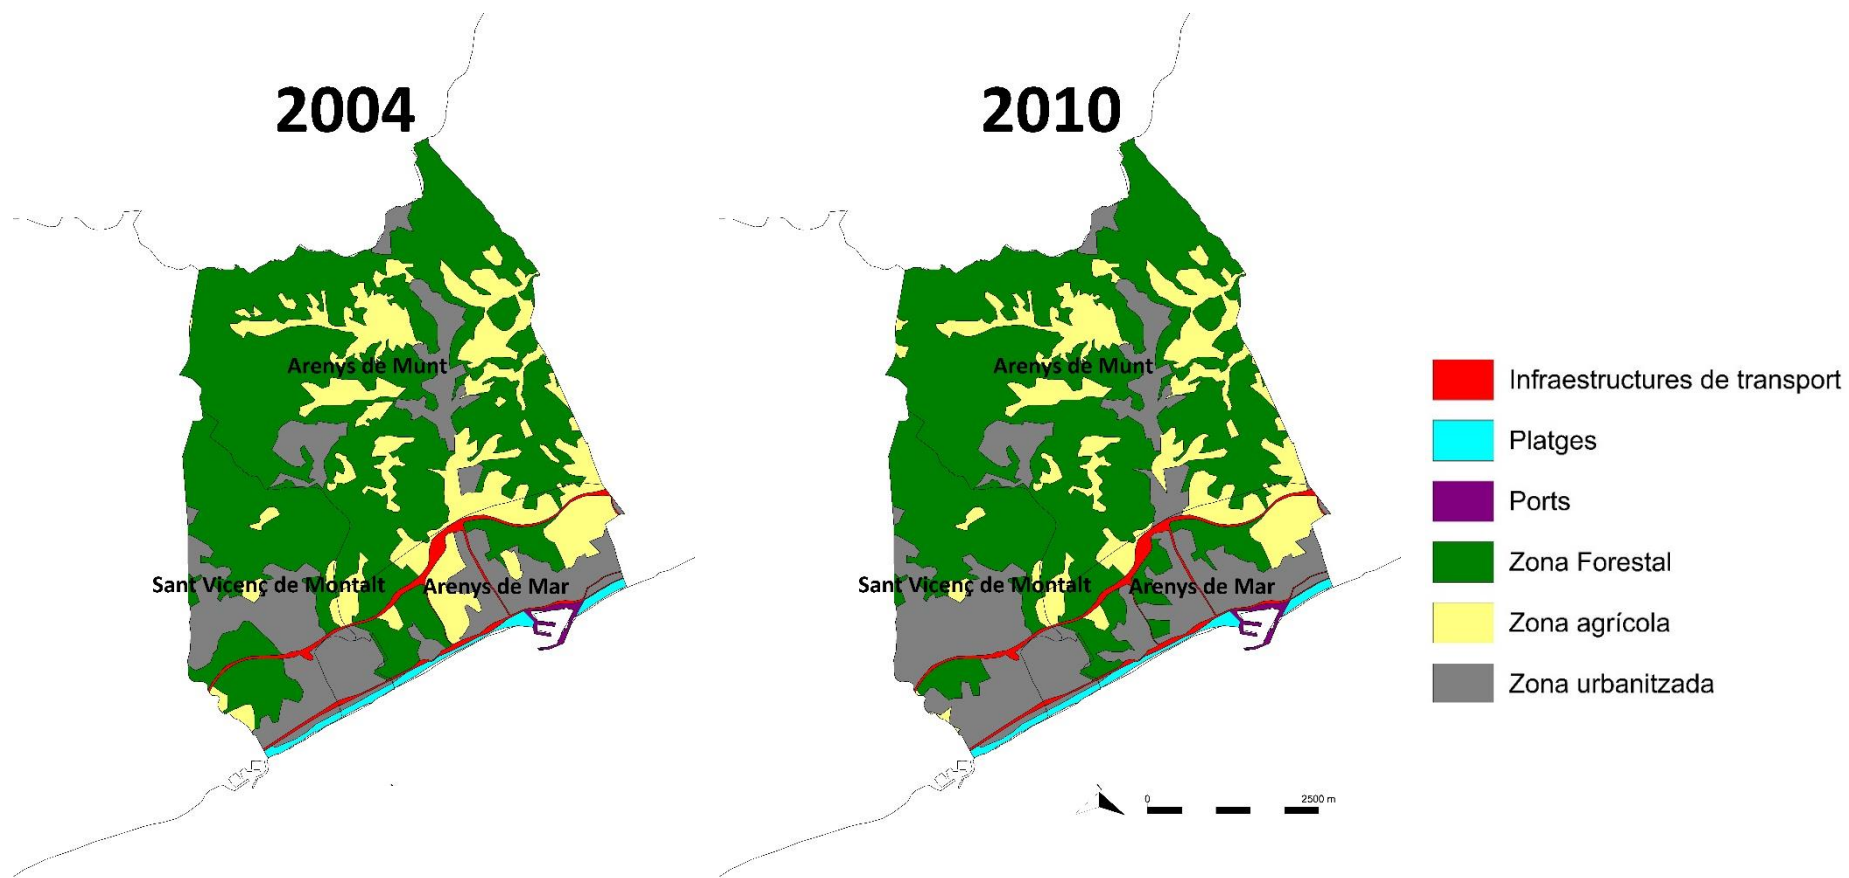 2004
2010
Arenys de Munt
Arenys de Munt
Sant Vicenç de Montalt
Arenys de Mar
Sant Vicenç de Montalt
Arenys de Mar
Infraestructures de transport
Platges
Ports
Zona Forestal
Zona agrícola
Zona urbanitzada
0
2500 m